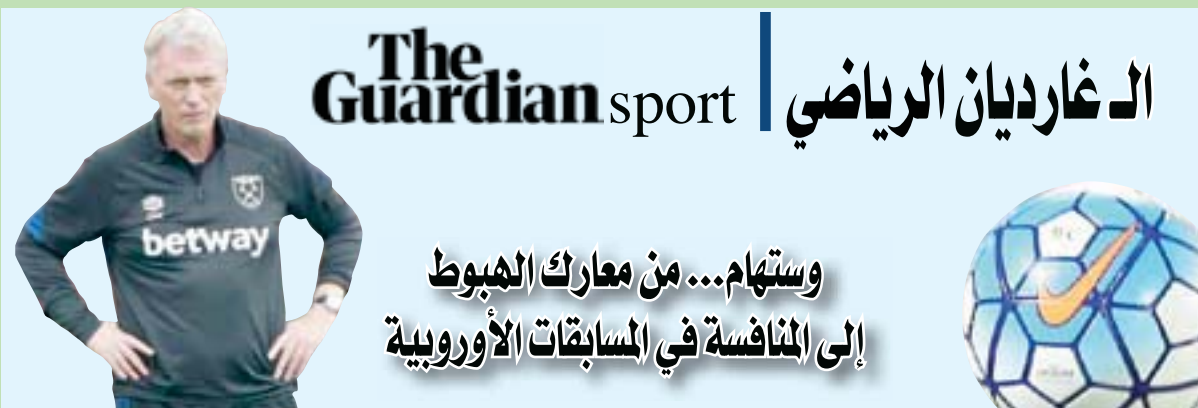 الـ غارديان الرياضي
The
Guardian sport
وستهام... من معارك الهبوط
إلى المنافسة في المسابقات الأوروبية
betway